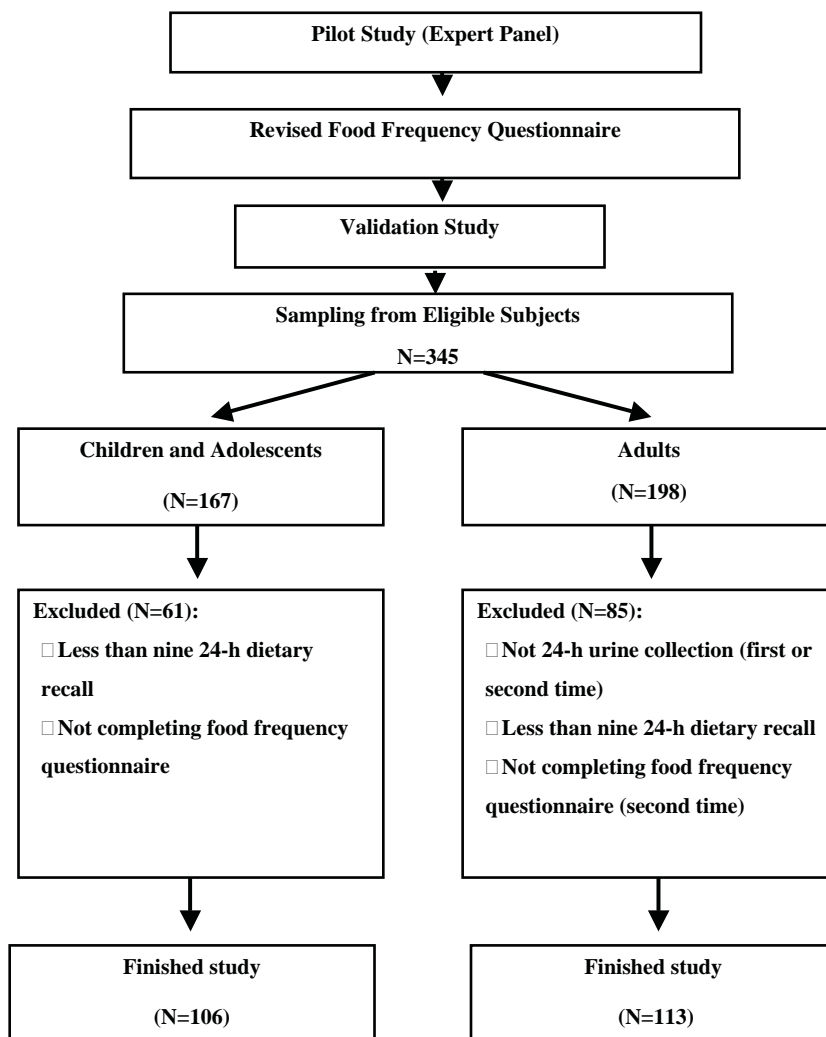 Pilot Study (Expert Panel)
Revised Food Frequency Questionnaire
Validation Study
Sampling from Eligible Subjects
N=345
Children and Adolescents
(N=167)
Adults
(N=198)
Excluded (N=61):
□Less than nine 24-h dietary
recall
□Not completing food frequency
questionnaire
Excluded (N=85):
□Not 24-h urine collection (first or
second time)
□Less than nine 24-h dietary recall
□Not completing food frequency
questionnaire (second time)
Finished study
(N=106)
Finished study
(N=113)